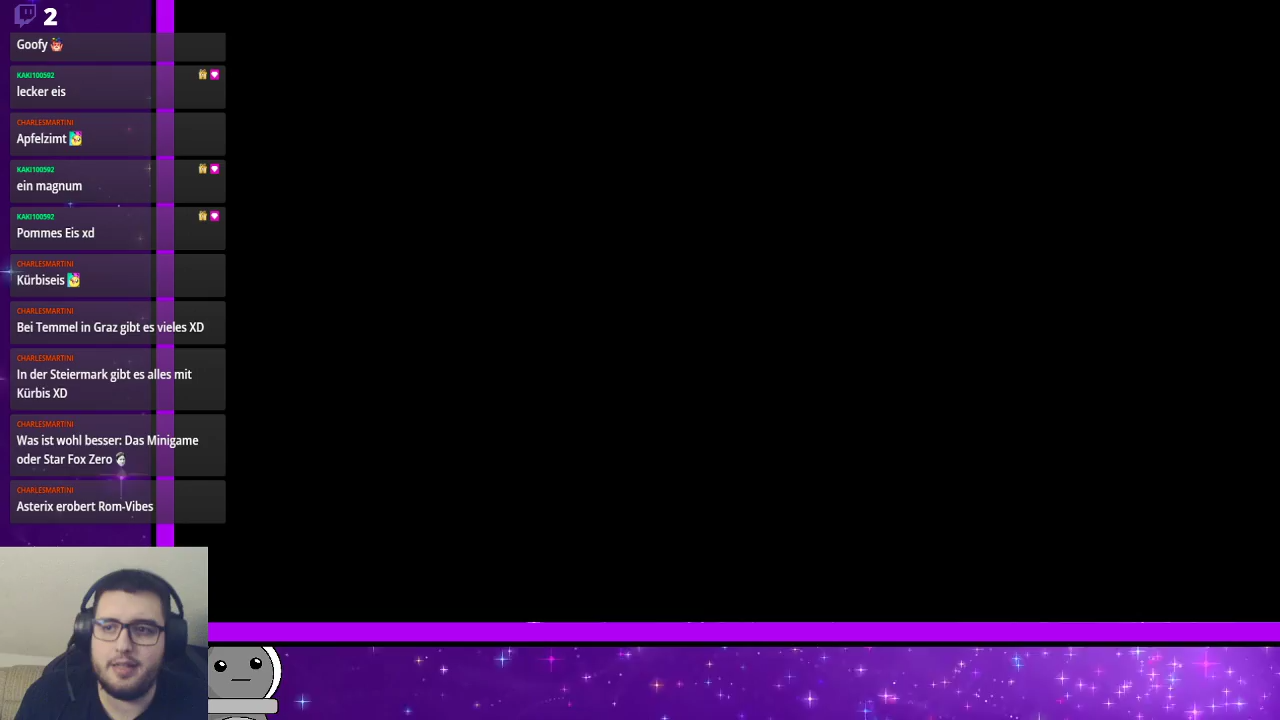 2
Goofy
KAKI100592
lecker eis
CHARLESMARTINI
Apfelzimt
KAKI100592
ein magnum
KAKI100592
Pommes Eis xd
CHARLESMARTINI
Kürbiseis
CHARLESMARTINI
Bei Temmel in Graz gibt es vieles XD
CHARLESMARTINI
In der Steiermark gibt es alles mit
Kürbis XD
CHARLESMARTINI
Was ist wohl besser: Das Minigame
oder Star Fox Zero
CHARLESMARTINI
Asterix erobert Rom-Vibes